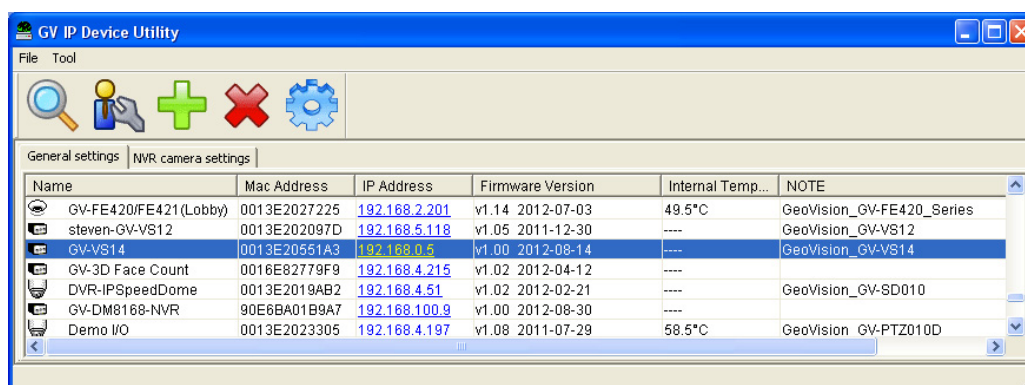 GV IP Device Utility
File Tool
General settings NVR camera settings
Name Mac Address IP Address Firmware Version Internal Temp... NOTE
GV-FE420/FE421(Lobby) 0013E2027225 192.168.2.201 v1.14 2012-07-03 49.5°C GeoVision_GV-FE420_Series
steven-GV-VS12 0013E202097D 192.168.5.118 v1.05 2011-12-30 ---- GeoVision_GV-VS12
GV-VS14 0013E20551A3 192.168.0.5 v1.00 2012-08-14 ---- GeoVision_GV-VS14
GV-3D Face Count 0016E82779F9 192.168.4.215 v1.02 2012-04-12 ----
DVR-IPSpeedDome 0013E2019AB2 192.168.4.51 v1.02 2012-02-21 ---- GeoVision_GV-SD010
GV-DM8168-NVR 90E6BA01B9A7 192.168.100.9 v1.00 2012-08-30 ----
Demo I/O 0013E2023305 192.168.4.197 v1.08 2011-07-29 58.5°C GeoVision_GV-PTZ010D